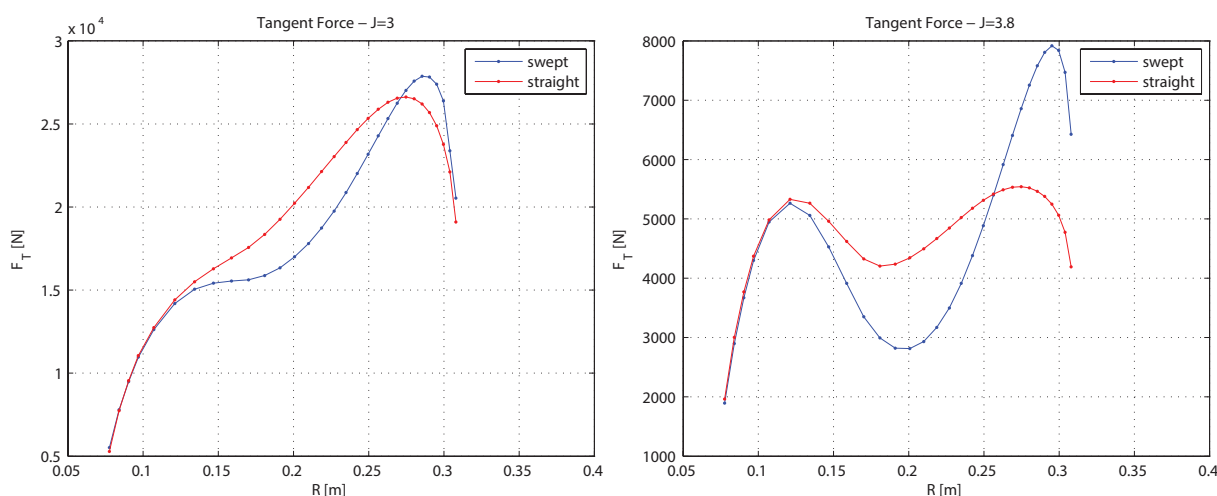 Tangent Force – J=3
x 10⁴
3
2.5
2
1.5
1
0.5
F_T [N]
0.05 0.1 0.15 0.2 0.25 0.3 0.35 0.4
R [m]
swept
straight
Tangent Force – J=3.8
8000
7000
6000
5000
4000
3000
2000
1000
F_T [N]
0.05 0.1 0.15 0.2 0.25 0.3 0.35 0.4
R [m]
swept
straight